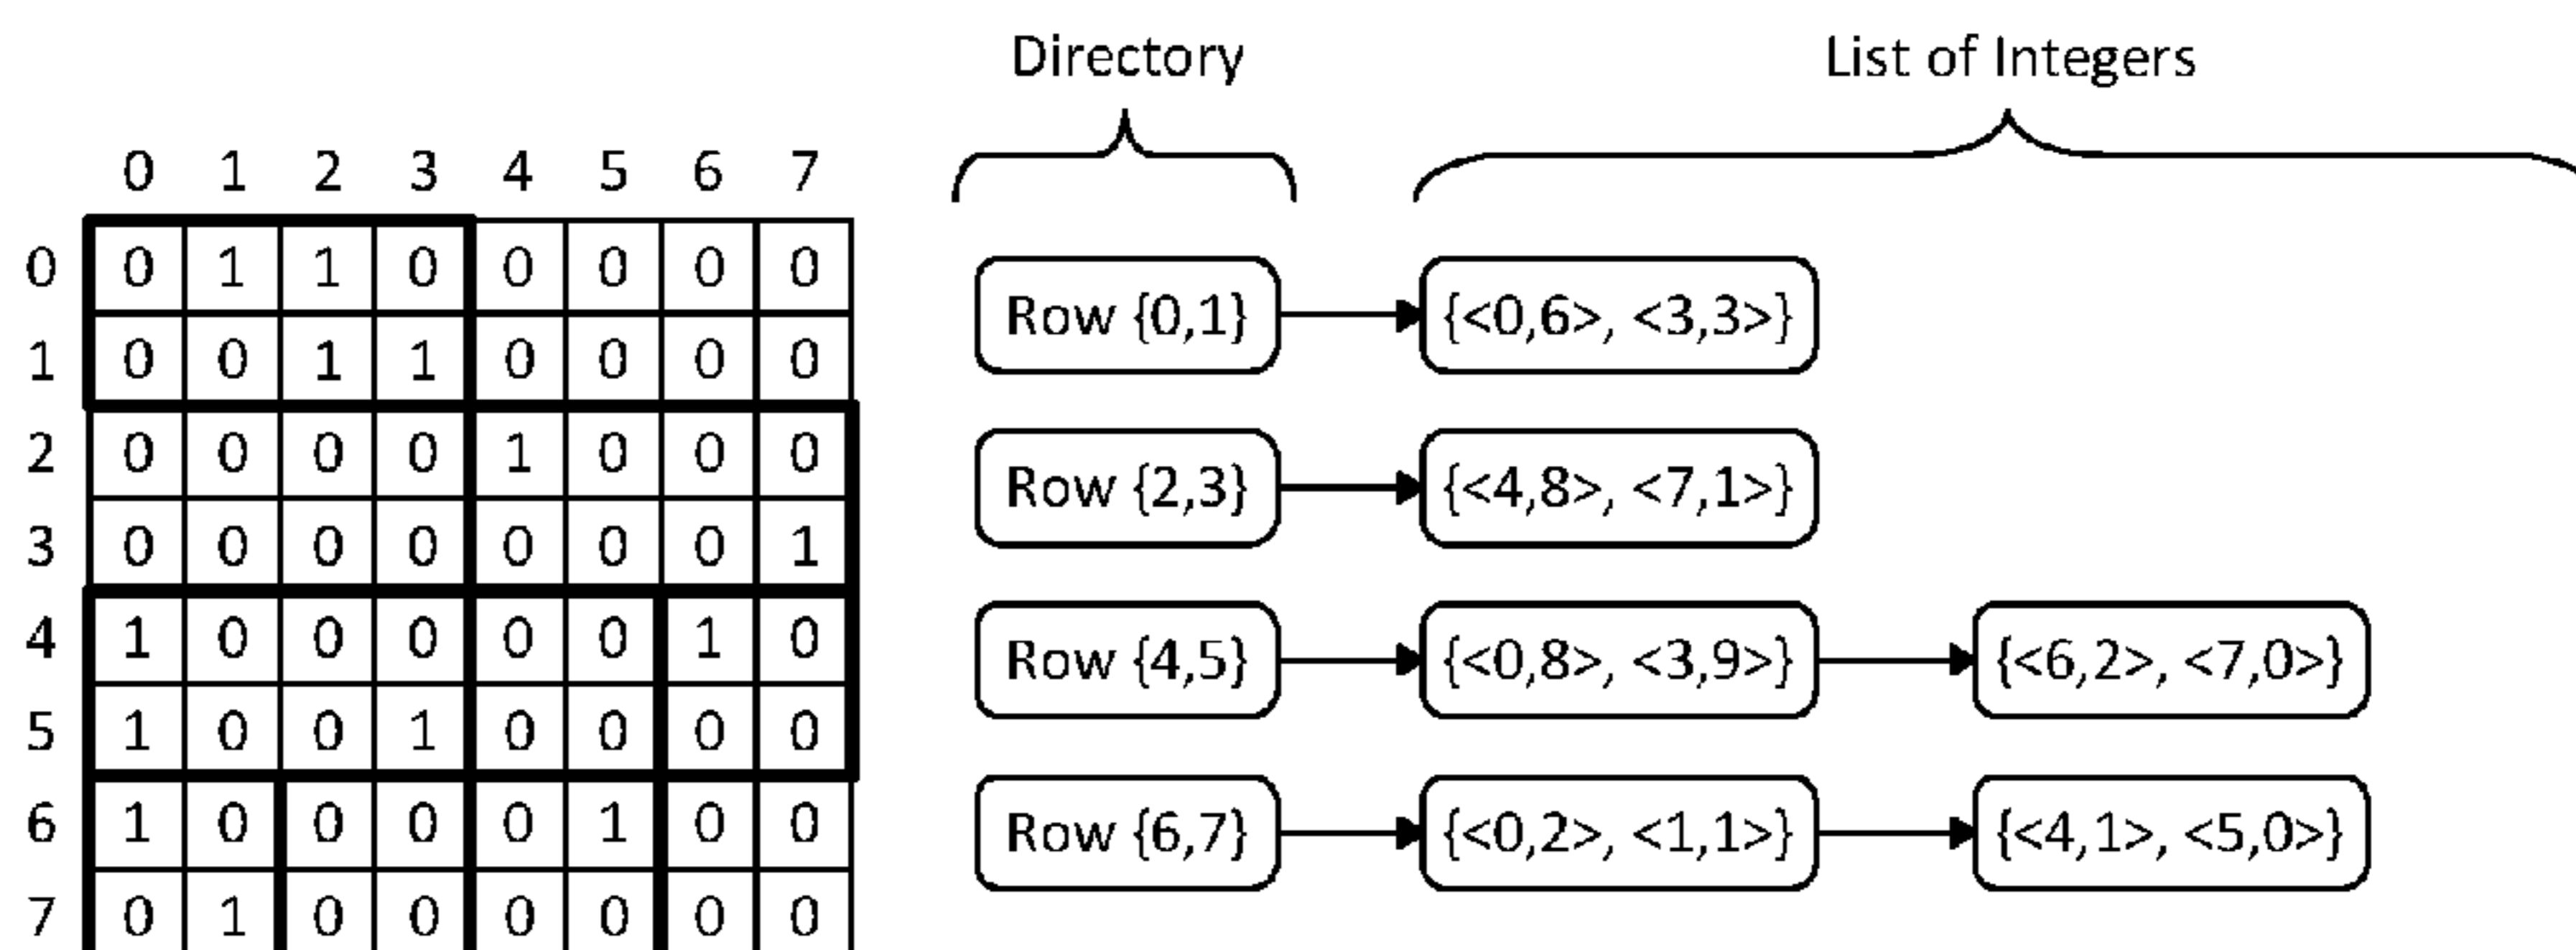 Directory
List of Integers
0 1 2 3 4 5 6 7
0 0 1 1 0 0 0 0 0
1 0 0 1 1 0 0 0 0
2 0 0 0 0 1 0 0 0
3 0 0 0 0 0 0 0 1
4 1 0 0 0 0 0 1 0
5 1 0 0 1 0 0 0 0
6 1 0 0 0 0 1 0 0
7 0 1 0 0 0 0 0 0
Row {0,1}
{<0,6>, <3,3>}
Row {2,3}
{<4,8>, <7,1>}
Row {4,5}
{<0,8>, <3,9>}
{<6,2>, <7,0>}
Row {6,7}
{<0,2>, <1,1>}
{<4,1>, <5,0>}